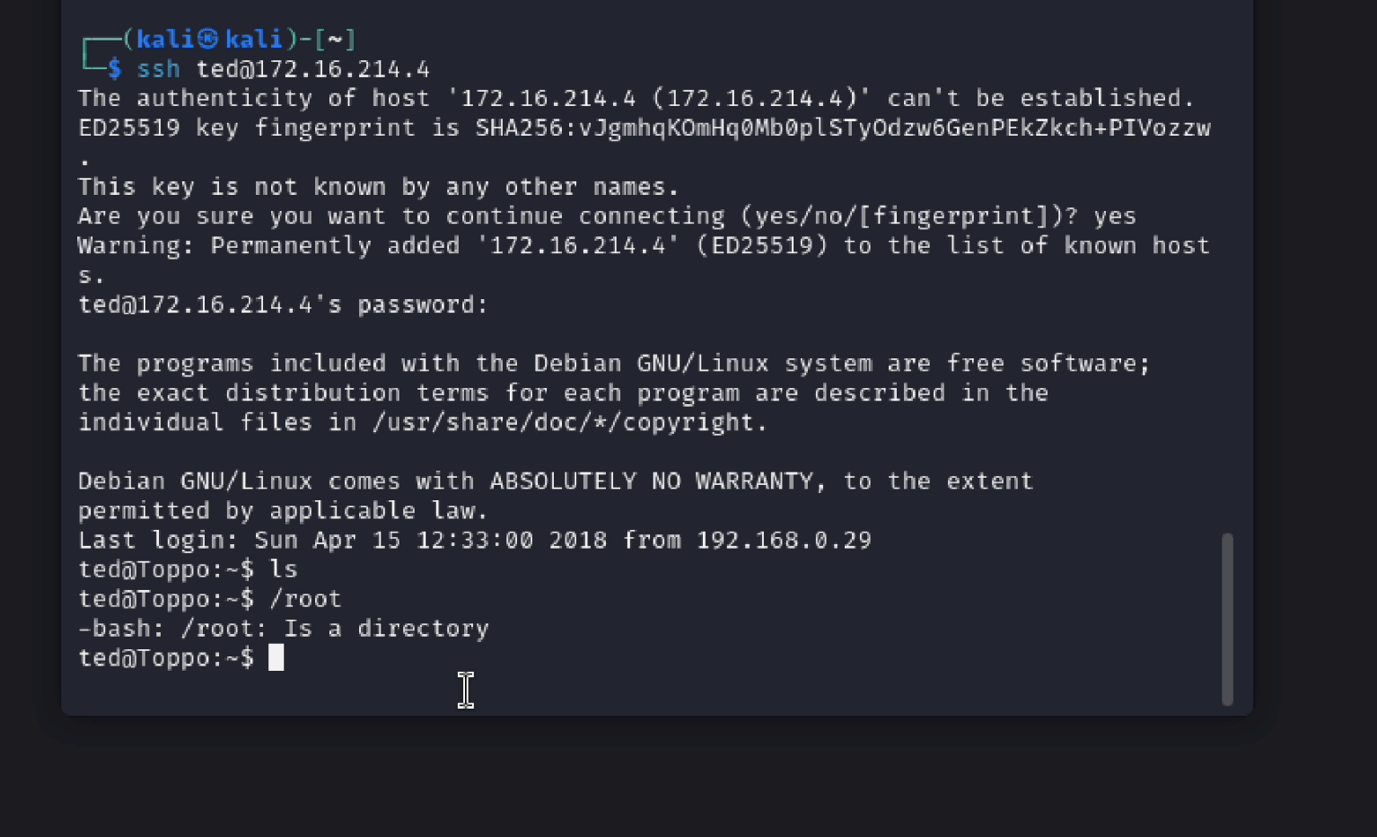 ┌──(kali㉿kali)-[~]
└─$ ssh ted@172.16.214.4
The authenticity of host '172.16.214.4 (172.16.214.4)' can't be established.
ED25519 key fingerprint is SHA256:vJgmhqKOmHq0Mb0plSTyOdzw6GenPEkZkch+PIVozzw
.
This key is not known by any other names.
Are you sure you want to continue connecting (yes/no/[fingerprint])? yes
Warning: Permanently added '172.16.214.4' (ED25519) to the list of known host
s.
ted@172.16.214.4's password:
The programs included with the Debian GNU/Linux system are free software;
the exact distribution terms for each program are described in the
individual files in /usr/share/doc/*/copyright.
Debian GNU/Linux comes with ABSOLUTELY NO WARRANTY, to the extent
permitted by applicable law.
Last login: Sun Apr 15 12:33:00 2018 from 192.168.0.29
ted@Toppo:~$ ls
ted@Toppo:~$ /root
-bash: /root: Is a directory
ted@Toppo:~$